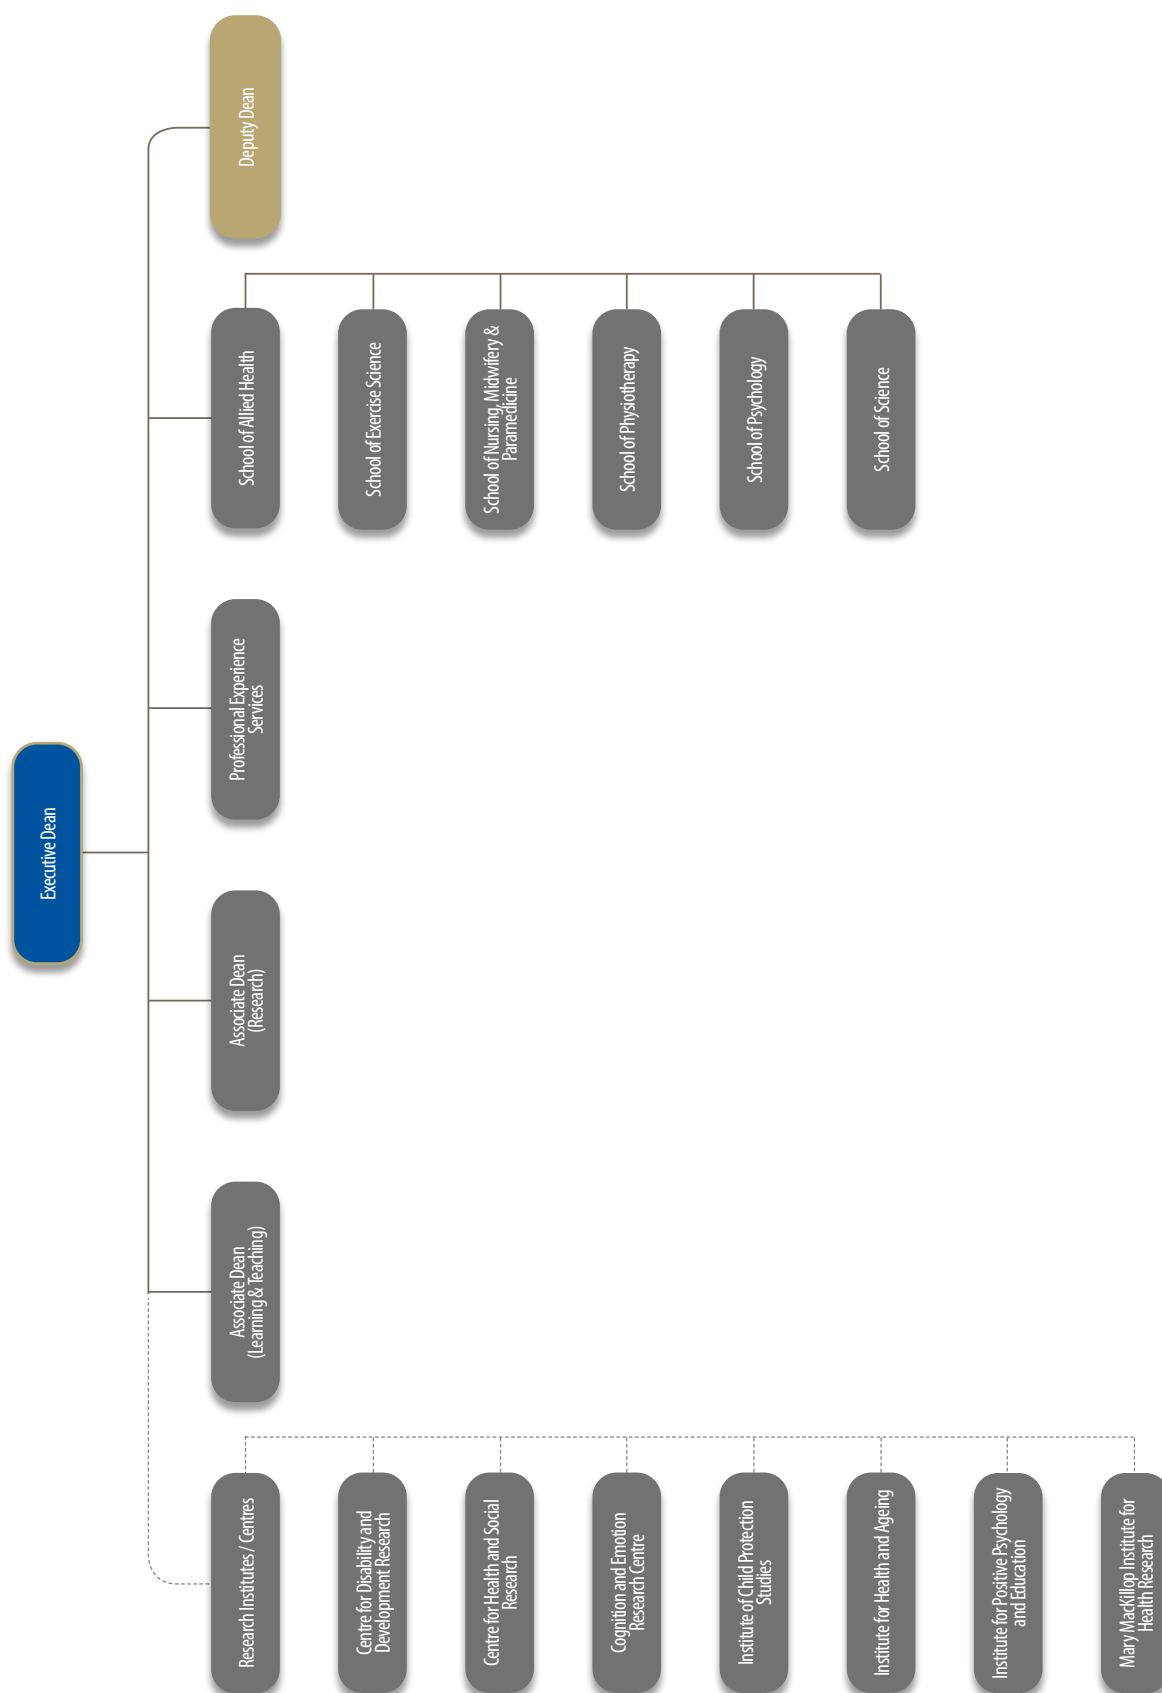 Executive Dean
Research Institutes / Centres
Centre for Disability and
Development Research
Centre for Health and Social
Research
Cognition and Emotion
Research Centre
Institute of Child Protection
Studies
Institute for Health and Ageing
Institute for Positive Psychology
and Education
Mary MacKillop Institute for
Health Research
Associate Dean
(Learning & Teaching)
Associate Dean
(Research)
Professional Experience
Services
School of Allied Health
School of Exercise Science
School of Nursing, Midwifery &
Paramedicine
School of Physiotherapy
School of Psychology
School of Science
Deputy Dean